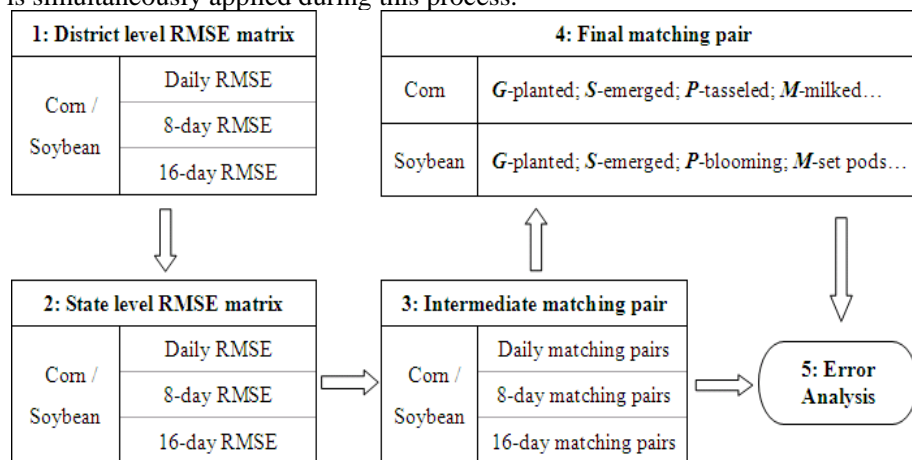 is simultaneously applied during this process.
1: District level RMSE matrix
Corn /
Soybean
Daily RMSE
8-day RMSE
16-day RMSE
4: Final matching pair
Corn
G-planted; S-emerged; P-tasseled; M-milked…
Soybean
G-planted; S-emerged; P-blooming; M-set pods…
2: State level RMSE matrix
Corn /
Soybean
Daily RMSE
8-day RMSE
16-day RMSE
3: Intermediate matching pair
Corn /
Soybean
Daily matching pairs
8-day matching pairs
16-day matching pairs
5: Error
Analysis